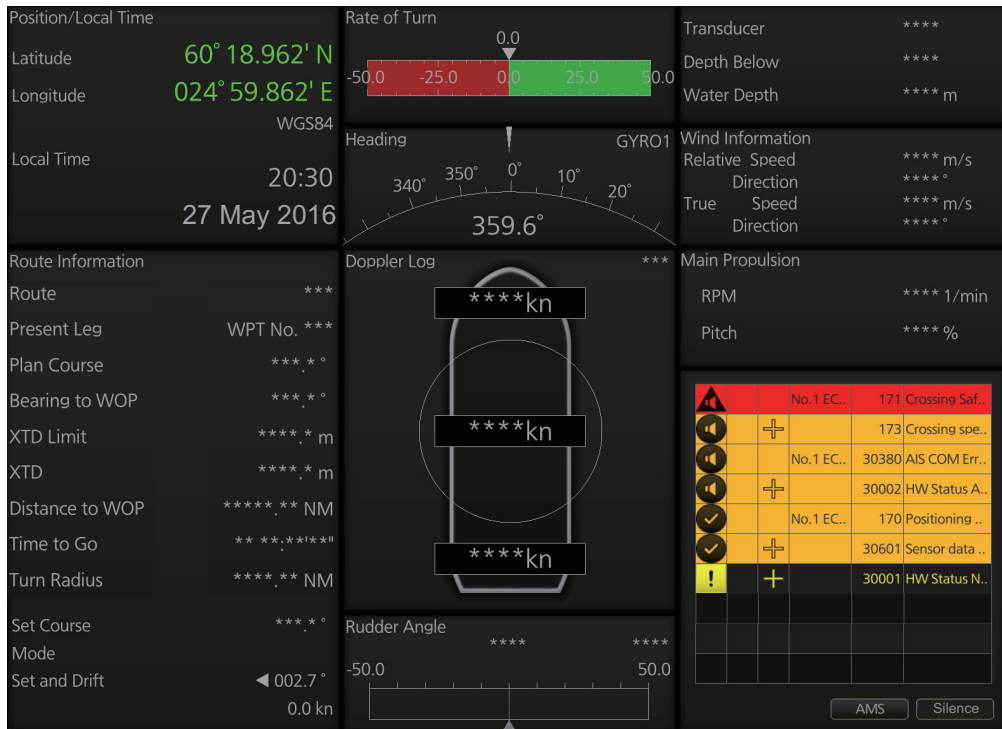 Position/Local Time
Latitude 60° 18.962' N
Longitude 024° 59.862' E
WGS84
Local Time
20:30
27 May 2016
Rate of Turn
0.0
-50.0 -25.0 0.0 25.0 50.0
Heading GYRO1
340° 350° 0° 10° 20°
359.6°
Transducer ****
Depth Below ****
Water Depth **** m
Wind Information
Relative Speed **** m/s
Direction **** °
True Speed **** m/s
Direction **** °
Route Information
Route ***
Present Leg WPT No. ***
Plan Course ***.* °
Bearing to WOP ***.* °
XTD Limit ****.* m
XTD ****.* m
Distance to WOP *****.** NM
Time to Go ** **:**'**"
Turn Radius ****.** NM
Set Course ***.* °
Mode
Set and Drift ◀ 002.7 °
0.0 kn
Doppler Log ***
****kn
****kn
****kn
Rudder Angle
**** ****
-50.0 50.0
Main Propulsion
RPM **** 1/min
Pitch **** %
No.1 EC.. 171 Crossing Saf..
173 Crossing spe..
No.1 EC.. 30380 AIS COM Err..
30002 HW Status A..
No.1 EC.. 170 Positioning ..
30601 Sensor data ..
! 30001 HW Status N..
AMS Silence